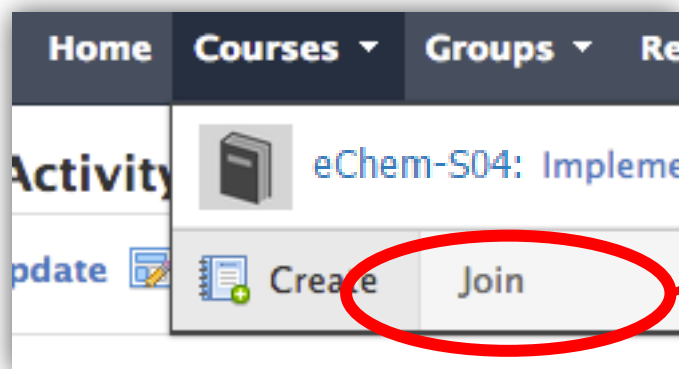 Home Courses Groups Re
Activity
eChem-S04: Impleme
pdate Create Join